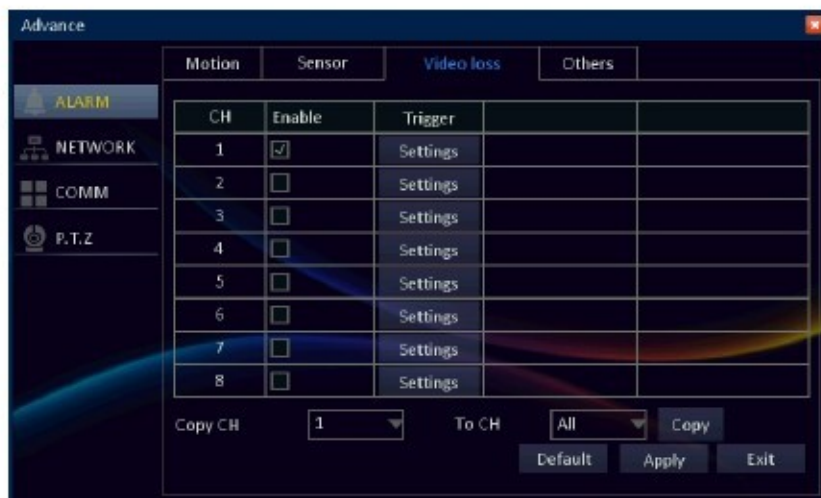 Advance
Motion Sensor Video loss Others
ALARM
NETWORK
COMM
P.T.Z
CH Enable Trigger
1 Settings
2 Settings
3 Settings
4 Settings
5 Settings
6 Settings
7 Settings
8 Settings
Copy CH 1 To CH All Copy
Default Apply Exit